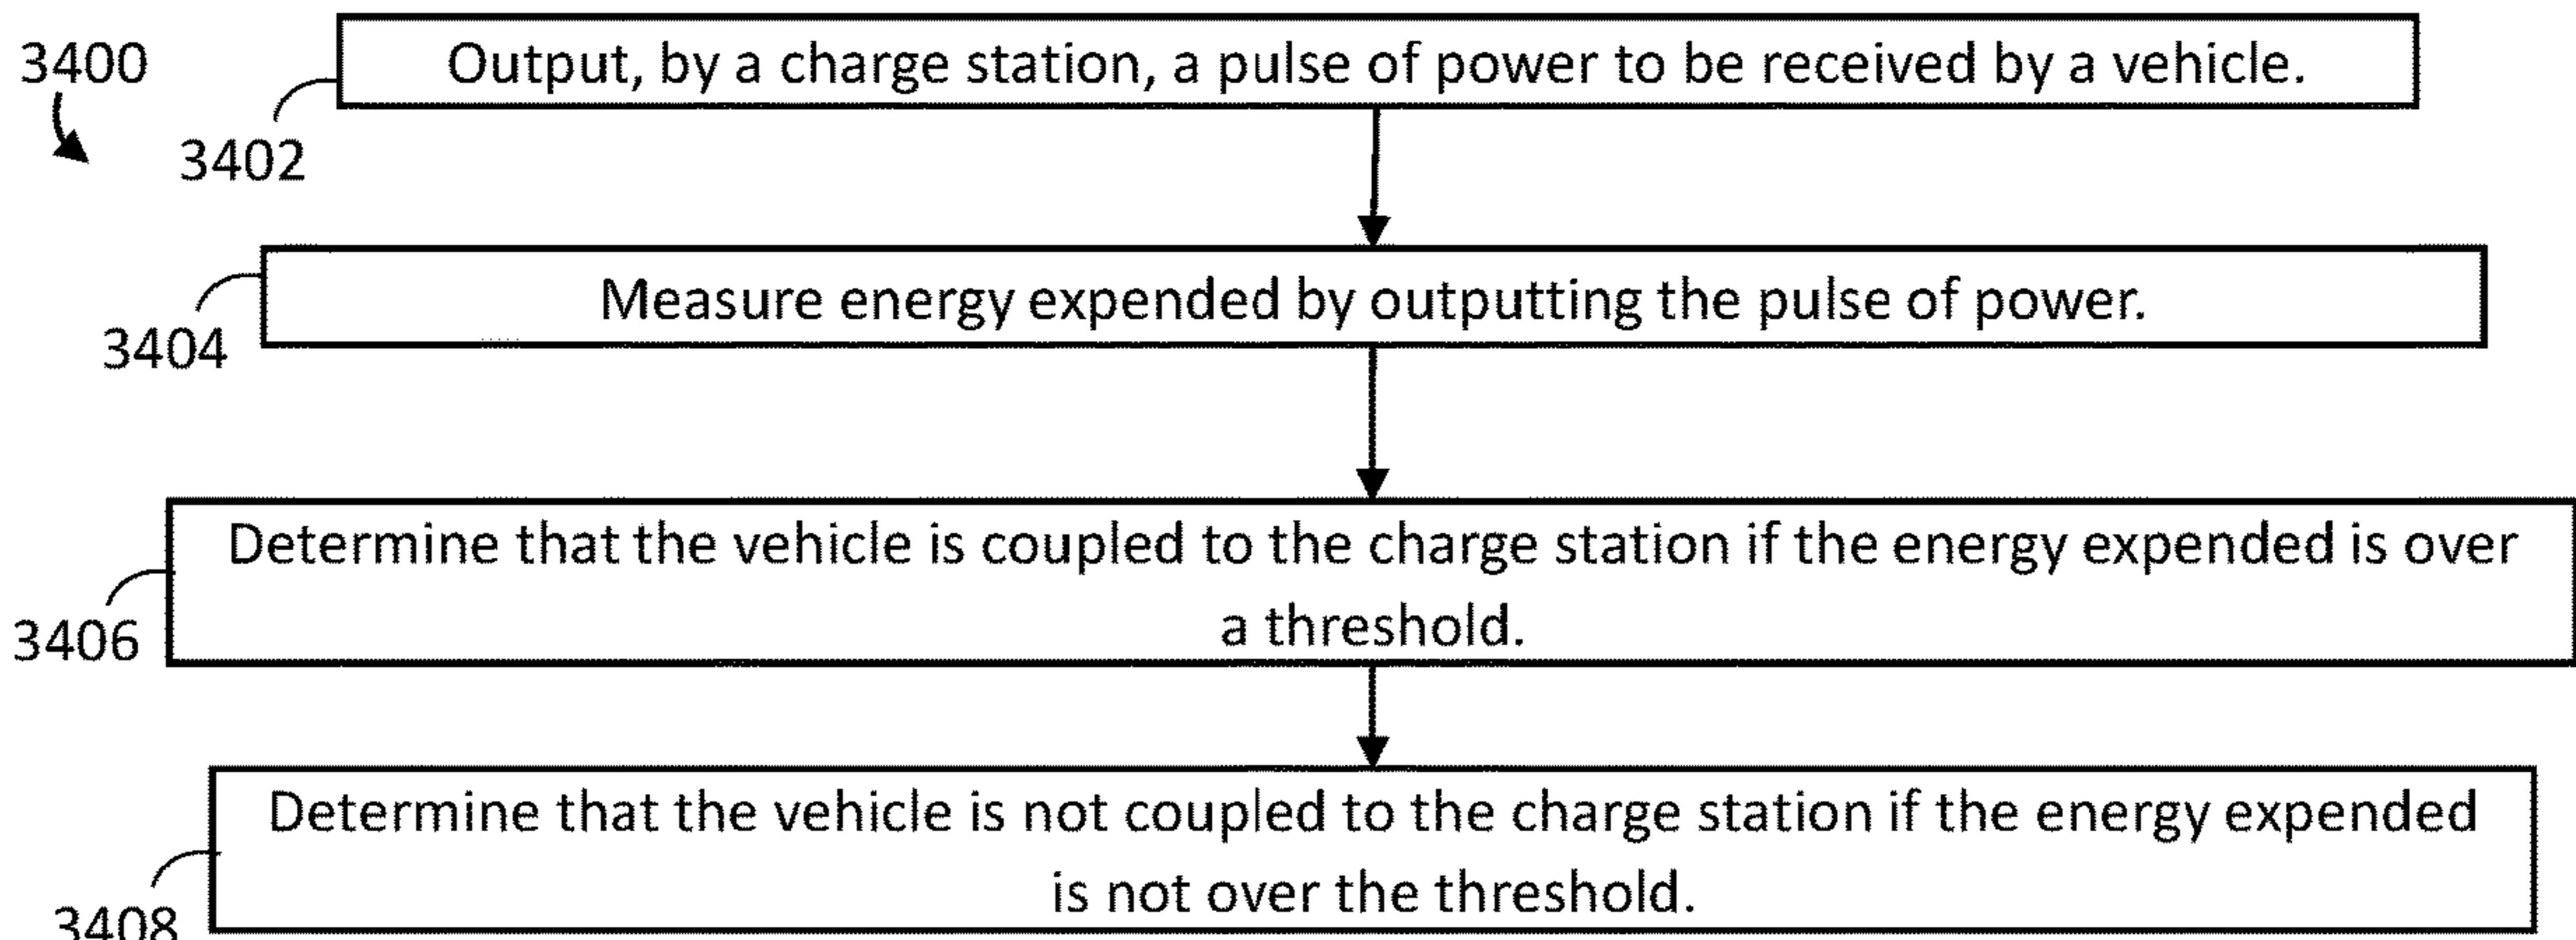 3400
Output, by a charge station, a pulse of power to be received by a vehicle.
3402
Measure energy expended by outputting the pulse of power.
3404
Determine that the vehicle is coupled to the charge station if the energy expended is over
a threshold.
3406
Determine that the vehicle is not coupled to the charge station if the energy expended
is not over the threshold.
3408